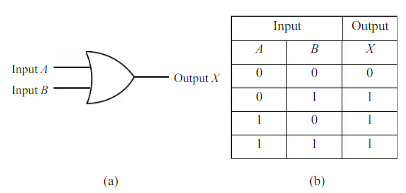 Input A
Input B
Output X
(a)
Input Output
A B X
0 0 0
0 1 1
1 0 1
1 1 1
(b)